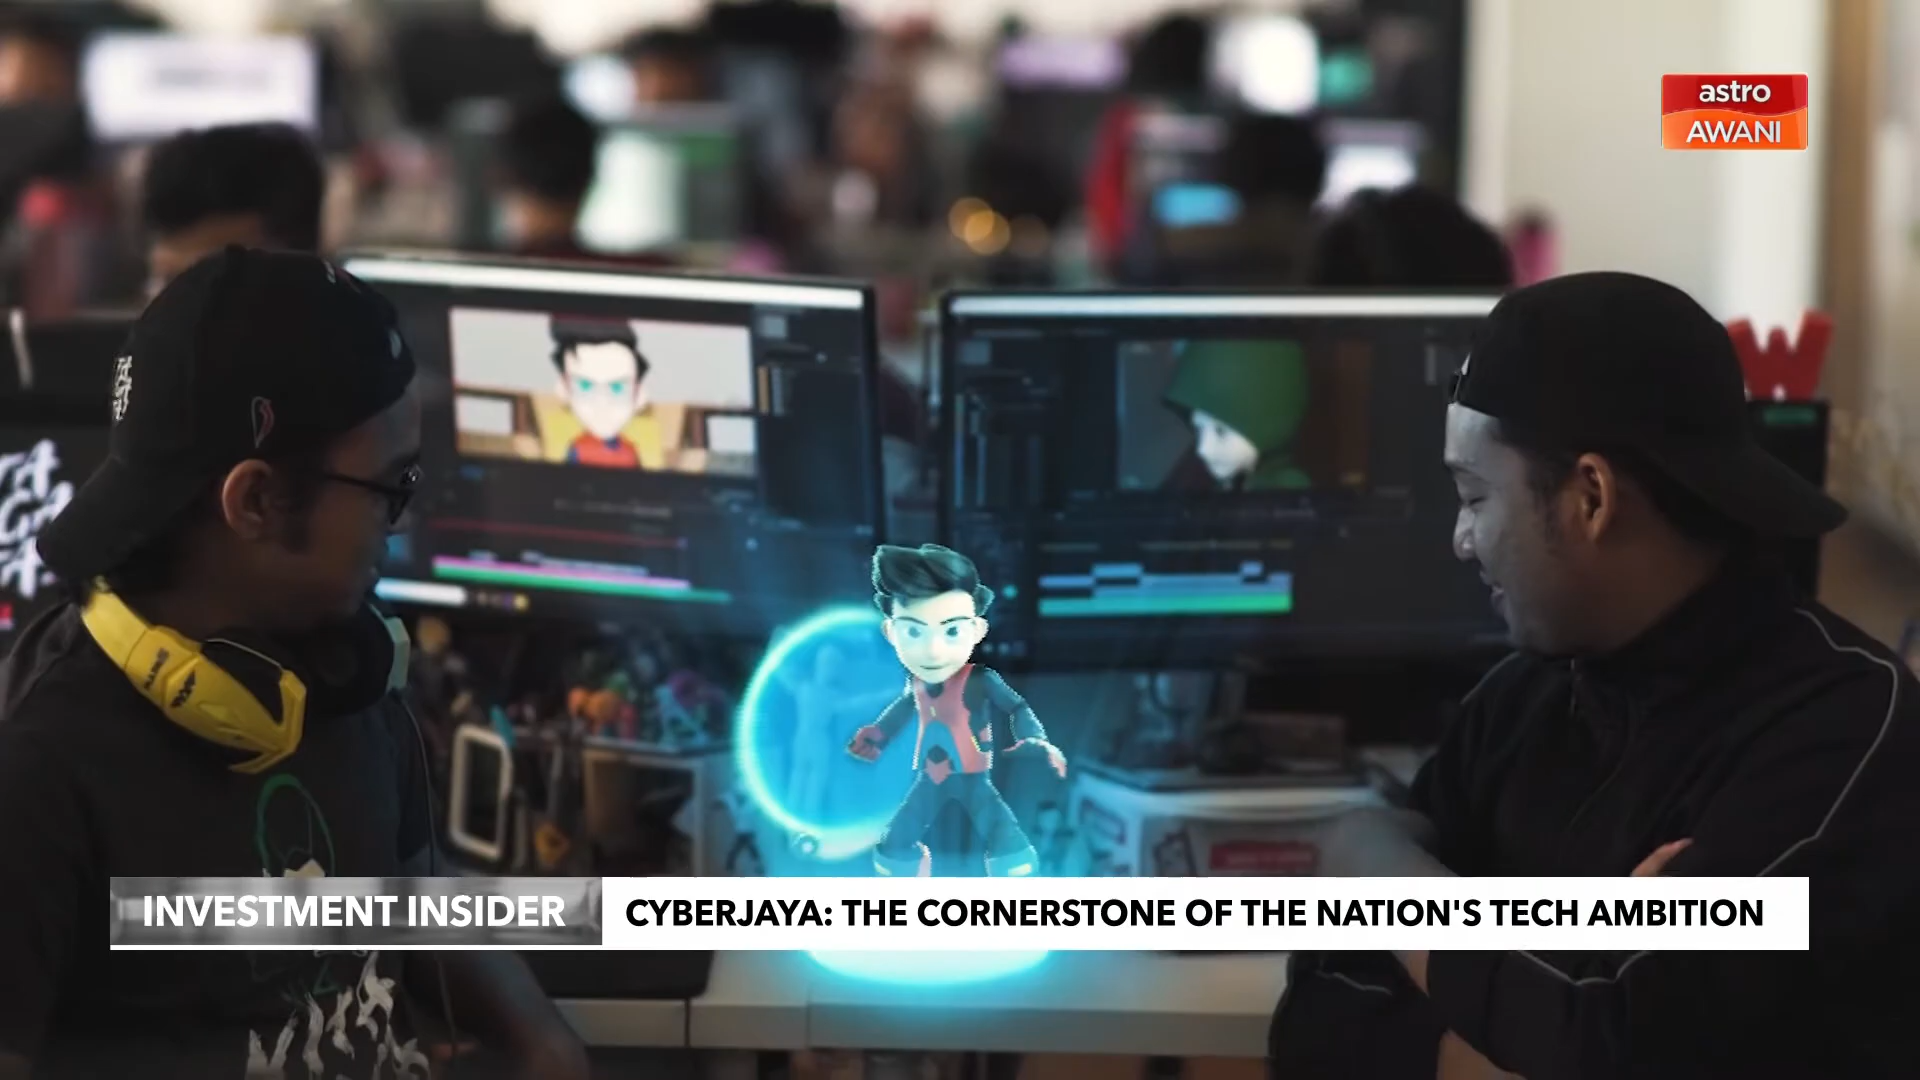 astro
AWANI
INVESTMENT INSIDER
CYBERJAYA: THE CORNERSTONE OF THE NATION'S TECH AMBITION